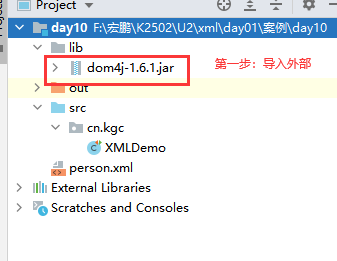 Project
day10 F:\宏鹏\K2502\U2\xml\day01\案例\day10
lib
dom4j-1.6.1.jar
第一步：导入外部
out
src
cn.kgc
XMLDemo
person.xml
External Libraries
Scratches and Consoles